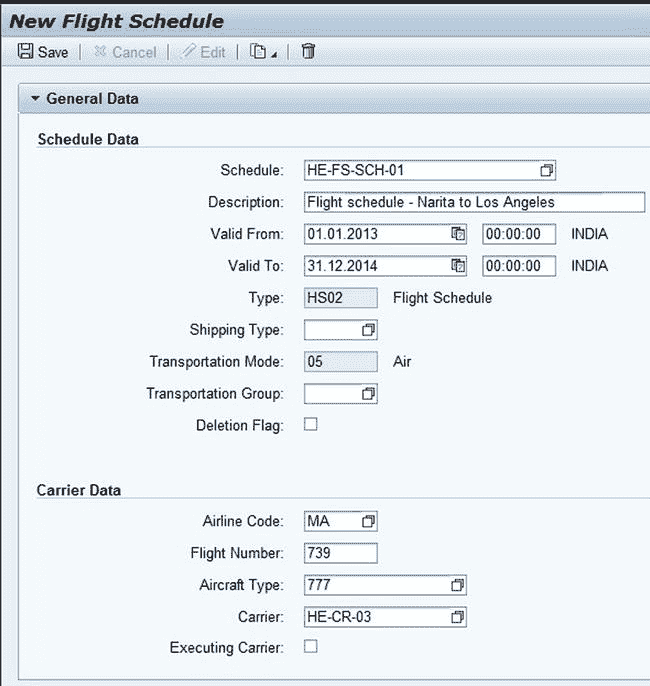 New Flight Schedule
Save Cancel Edit
General Data
Schedule Data
Schedule: HE-FS-SCH-01
Description: Flight schedule - Narita to Los Angeles
Valid From: 01.01.2013 00:00:00 INDIA
Valid To: 31.12.2014 00:00:00 INDIA
Type: HS02 Flight Schedule
Shipping Type:
Transportation Mode: 05 Air
Transportation Group:
Deletion Flag:
Carrier Data
Airline Code: MA
Flight Number: 739
Aircraft Type: 777
Carrier: HE-CR-03
Executing Carrier: